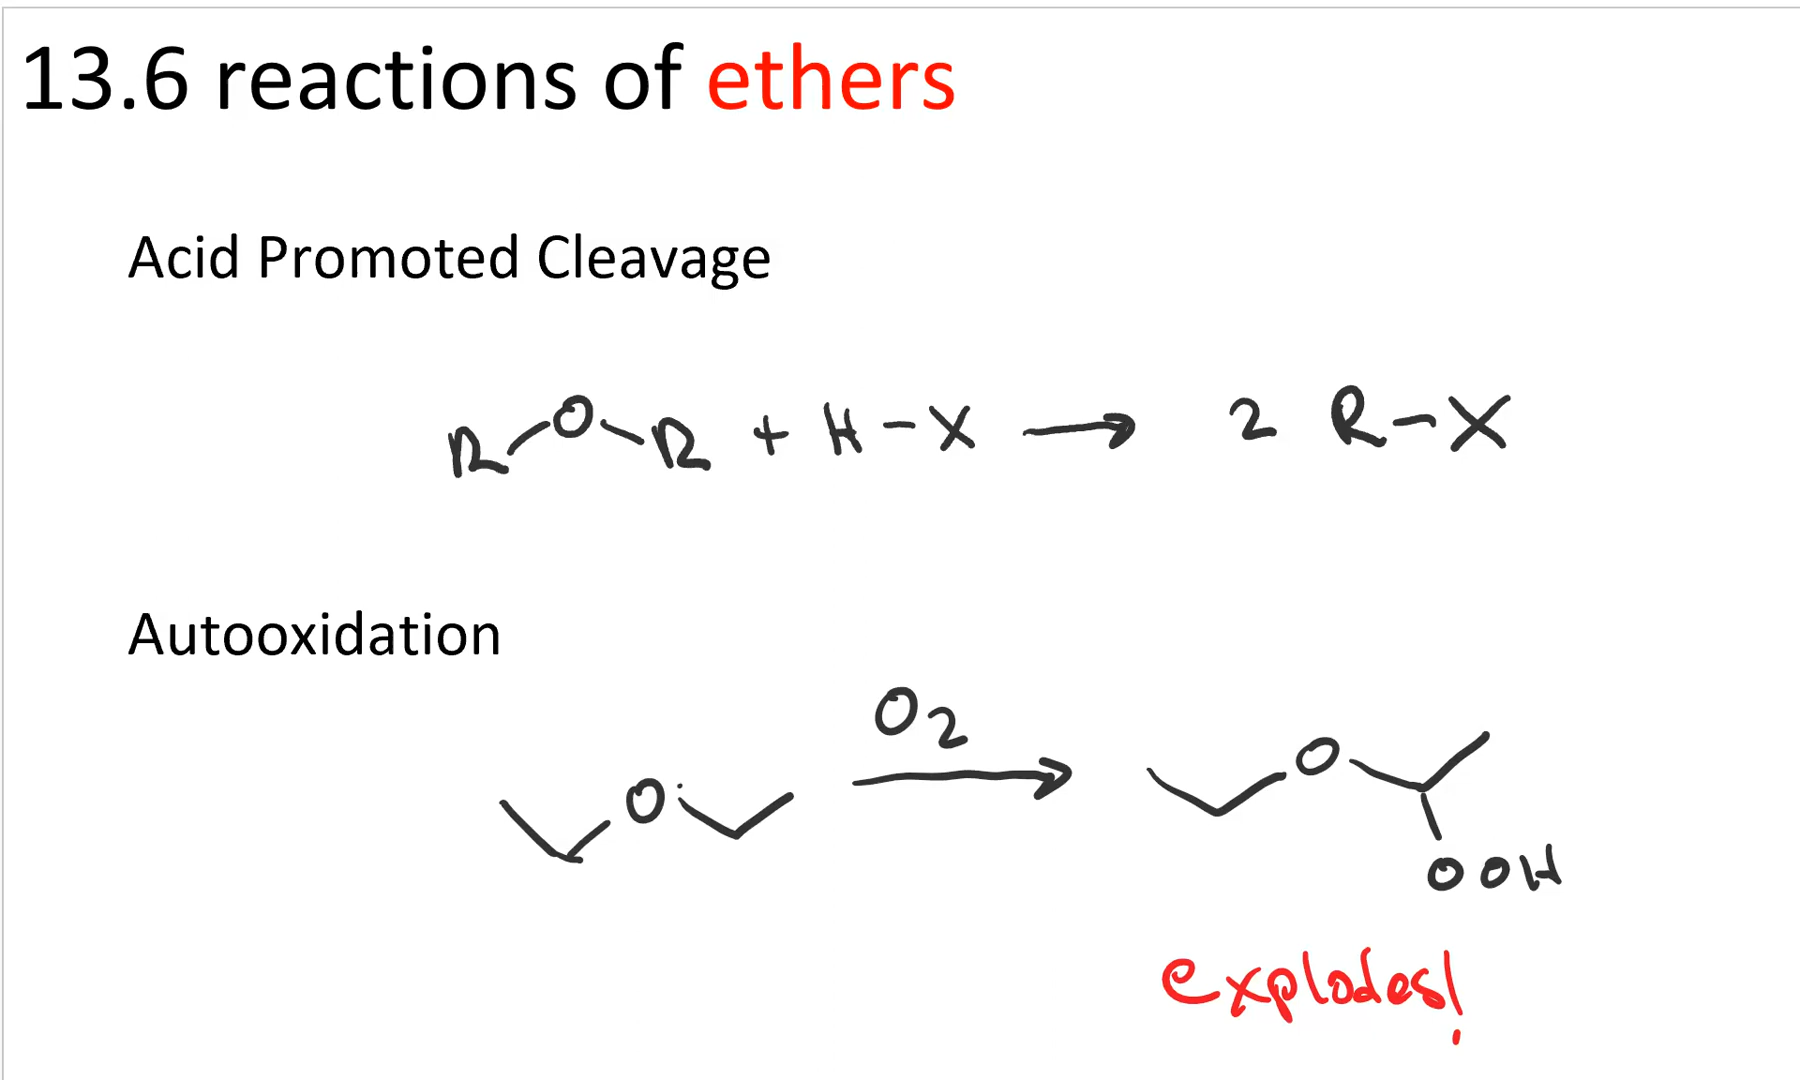 13.6 reactions of ethers
Acid Promoted Cleavage
R-O-R + H-X → 2 R-X
Autooxidation
O2
O → O
OOH
explodes!